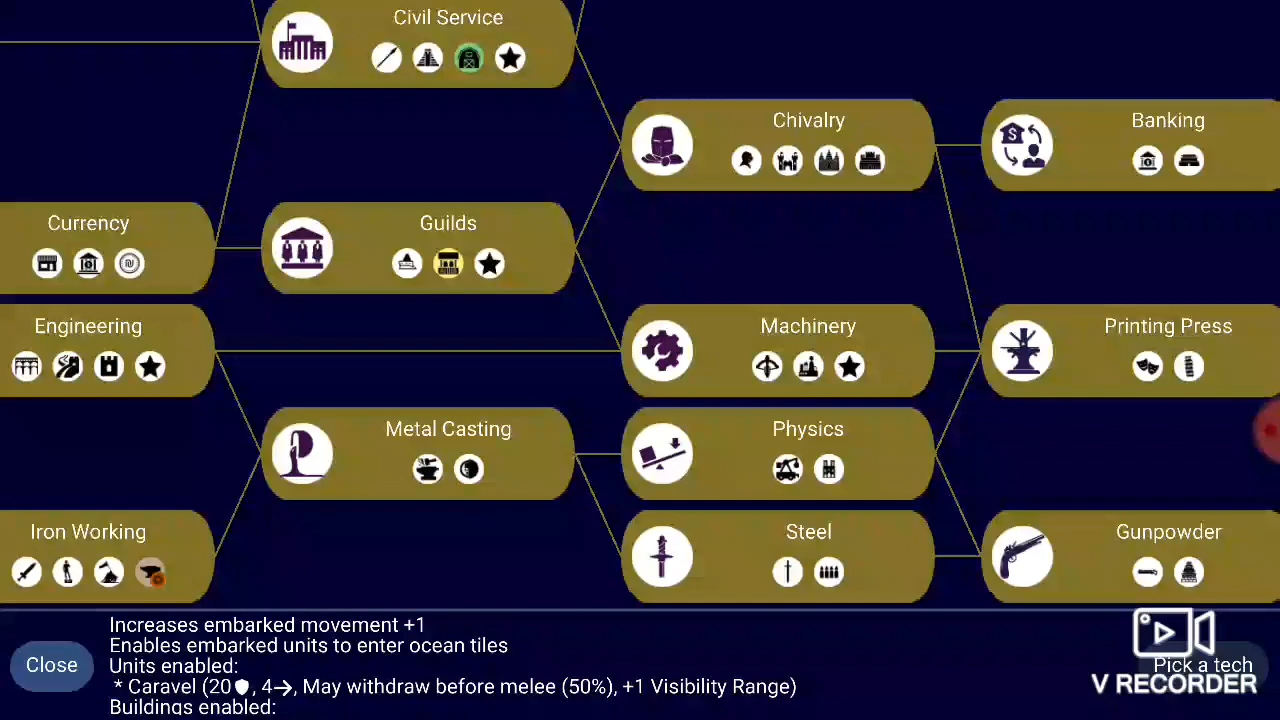 Civil Service
Chivalry
Banking
Currency
Guilds
Engineering
Machinery
Printing Press
Metal Casting
Physics
Iron Working
Steel
Gunpowder
Increases embarked movement +1
Enables embarked units to enter ocean tiles
Units enabled:
* Caravel (20, 4→, May withdraw before melee (50%), +1 Visibility Range)
Buildings enabled:
Close
Pick a tech
V RECORDER